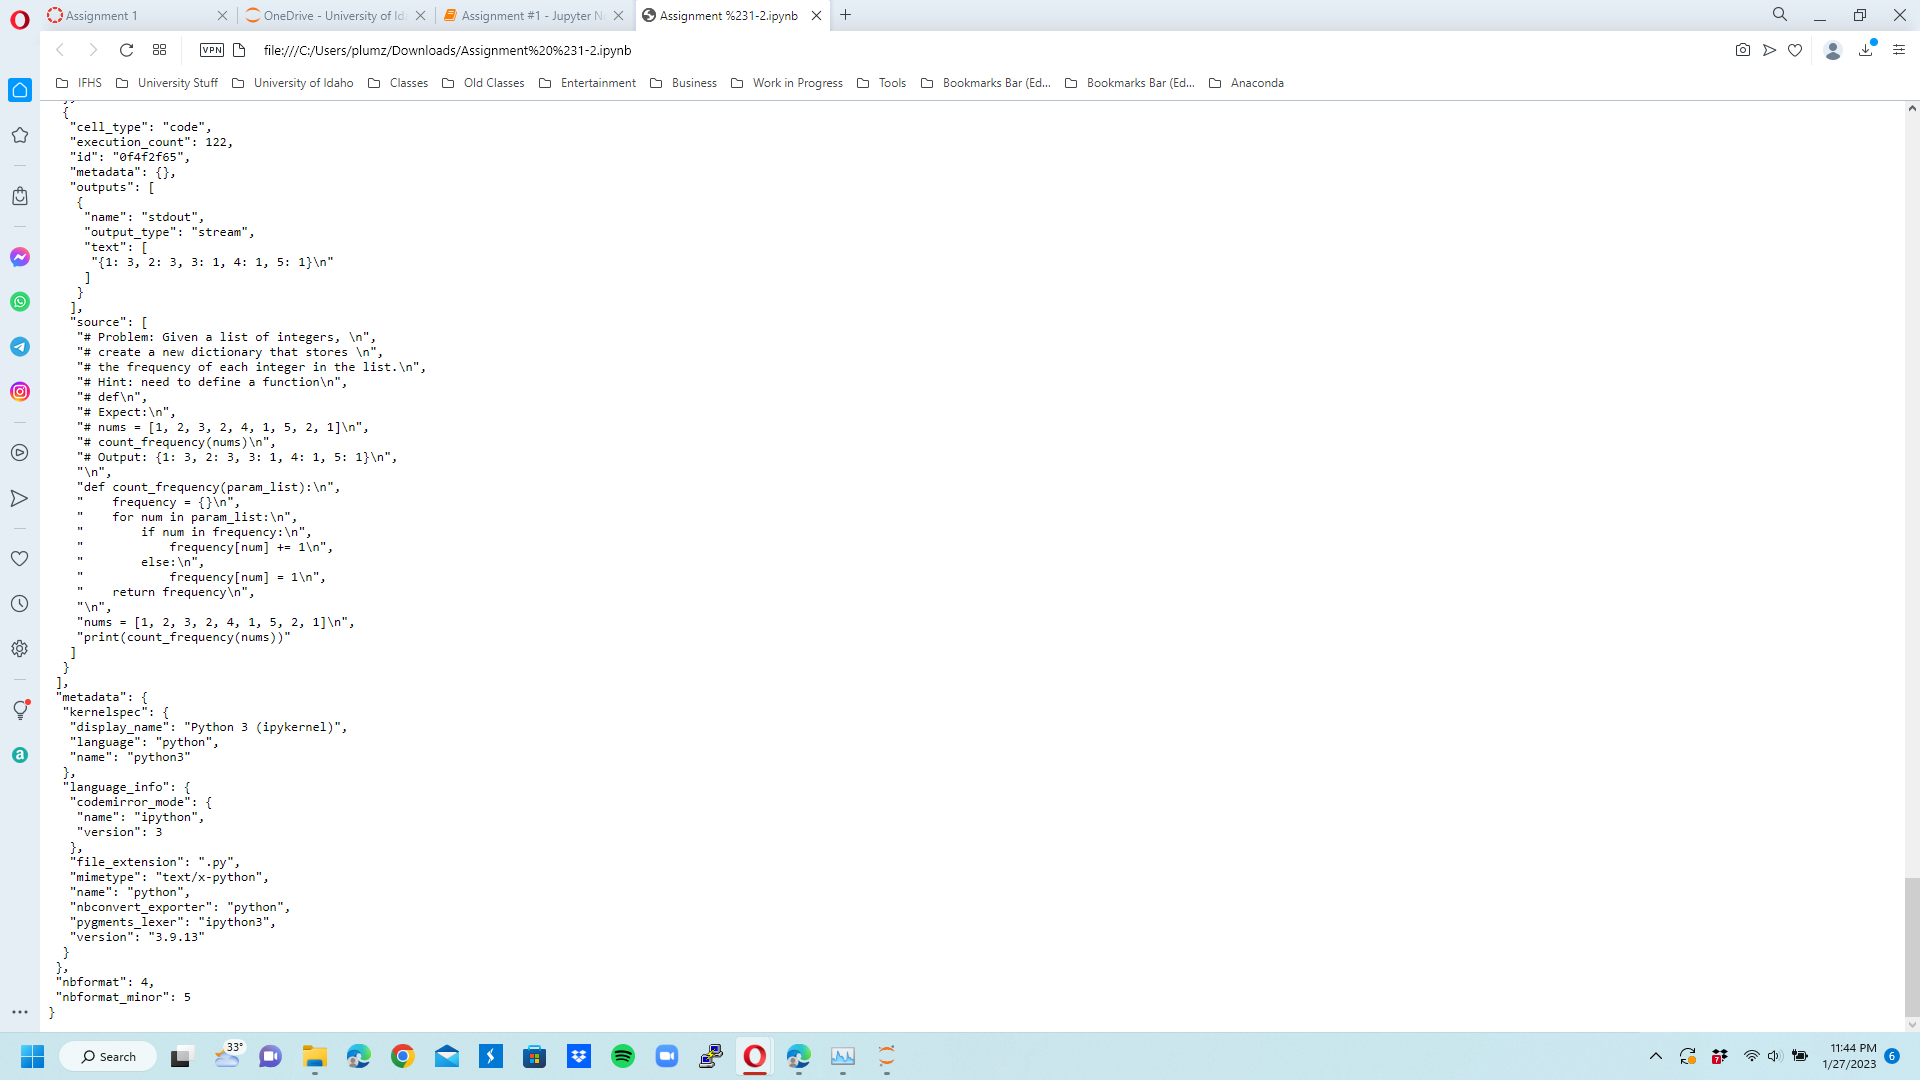 Assignment 1
OneDrive - University of Ida
Assignment #1 - Jupyter N
Assignment %231-2.ipynb
VPN
file:///C:/Users/plumz/Downloads/Assignment%20%231-2.ipynb
IFHS
University Stuff
University of Idaho
Classes
Old Classes
Entertainment
Business
Work in Progress
Tools
Bookmarks Bar (Ed...
Bookmarks Bar (Ed...
Anaconda
{
"cell_type": "code",
"execution_count": 122,
"id": "0f4f2f65",
"metadata": {},
"outputs": [
{
"name": "stdout",
"output_type": "stream",
"text": [
"{1: 3, 2: 3, 3: 1, 4: 1, 5: 1}\n"
]
}
],
"source": [
"# Problem: Given a list of integers, \n",
"# create a new dictionary that stores \n",
"# the frequency of each integer in the list.\n",
"# Hint: need to define a function\n",
"# def\n",
"# Expect:\n",
"# nums = [1, 2, 3, 2, 4, 1, 5, 2, 1]\n",
"# count_frequency(nums)\n",
"# Output: {1: 3, 2: 3, 3: 1, 4: 1, 5: 1}\n",
"\n",
"def count_frequency(param_list):\n",
"    frequency = {}\n",
"    for num in param_list:\n",
"        if num in frequency:\n",
"            frequency[num] += 1\n",
"        else:\n",
"            frequency[num] = 1\n",
"    return frequency\n",
"\n",
"nums = [1, 2, 3, 2, 4, 1, 5, 2, 1]\n",
"print(count_frequency(nums))"
]
}
],
"metadata": {
"kernelspec": {
"display_name": "Python 3 (ipykernel)",
"language": "python",
"name": "python3"
},
"language_info": {
"codemirror_mode": {
"name": "ipython",
"version": 3
},
"file_extension": ".py",
"mimetype": "text/x-python",
"name": "python",
"nbconvert_exporter": "python",
"pygments_lexer": "ipython3",
"version": "3.9.13"
}
},
"nbformat": 4,
"nbformat_minor": 5
}
Search
33°
7
11:44 PM
1/27/2023
6